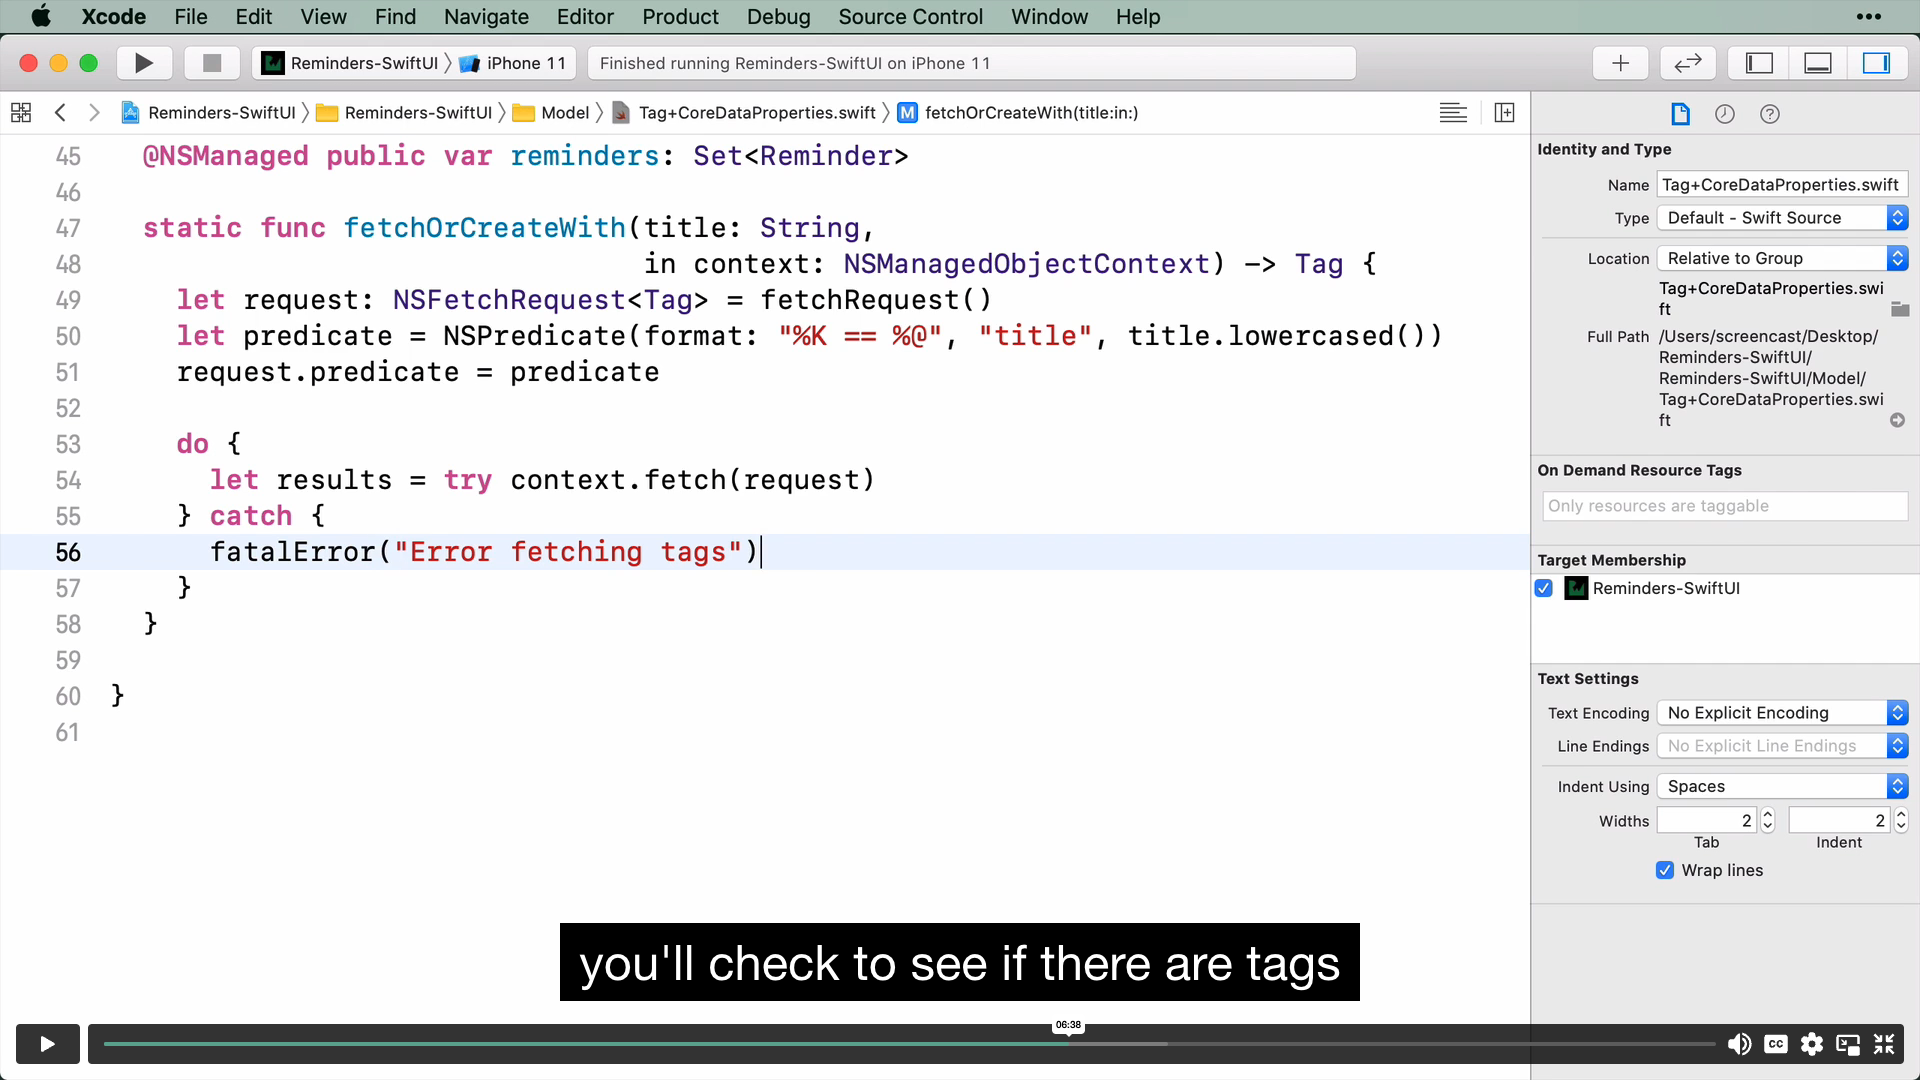 Xcode File Edit View Find Navigate Editor Product Debug Source Control Window Help
Reminders-SwiftUI iPhone 11 Finished running Reminders-SwiftUI on iPhone 11
Reminders-SwiftUI Reminders-SwiftUI Model Tag+CoreDataProperties.swift M fetchOrCreateWith(title:in:)
45 @NSManaged public var reminders: Set<Reminder>
46
47 static func fetchOrCreateWith(title: String,
48 in context: NSManagedObjectContext) -> Tag {
49 let request: NSFetchRequest<Tag> = fetchRequest()
50 let predicate = NSPredicate(format: "%K == %@", "title", title.lowercased())
51 request.predicate = predicate
52
53 do {
54 let results = try context.fetch(request)
55 } catch {
56 fatalError("Error fetching tags")
57 }
58 }
59
60 }
61
Identity and Type
Name Tag+CoreDataProperties.swift
Type Default - Swift Source
Location Relative to Group
Tag+CoreDataProperties.swi
ft
Full Path /Users/screencast/Desktop/
Reminders-SwiftUI/
Reminders-SwiftUI/Model/
Tag+CoreDataProperties.swi
ft
On Demand Resource Tags
Only resources are taggable
Target Membership
Reminders-SwiftUI
Text Settings
Text Encoding No Explicit Encoding
Line Endings No Explicit Line Endings
Indent Using Spaces
Widths 2 2
Tab Indent
Wrap lines
you'll check to see if there are tags
06:38
CC